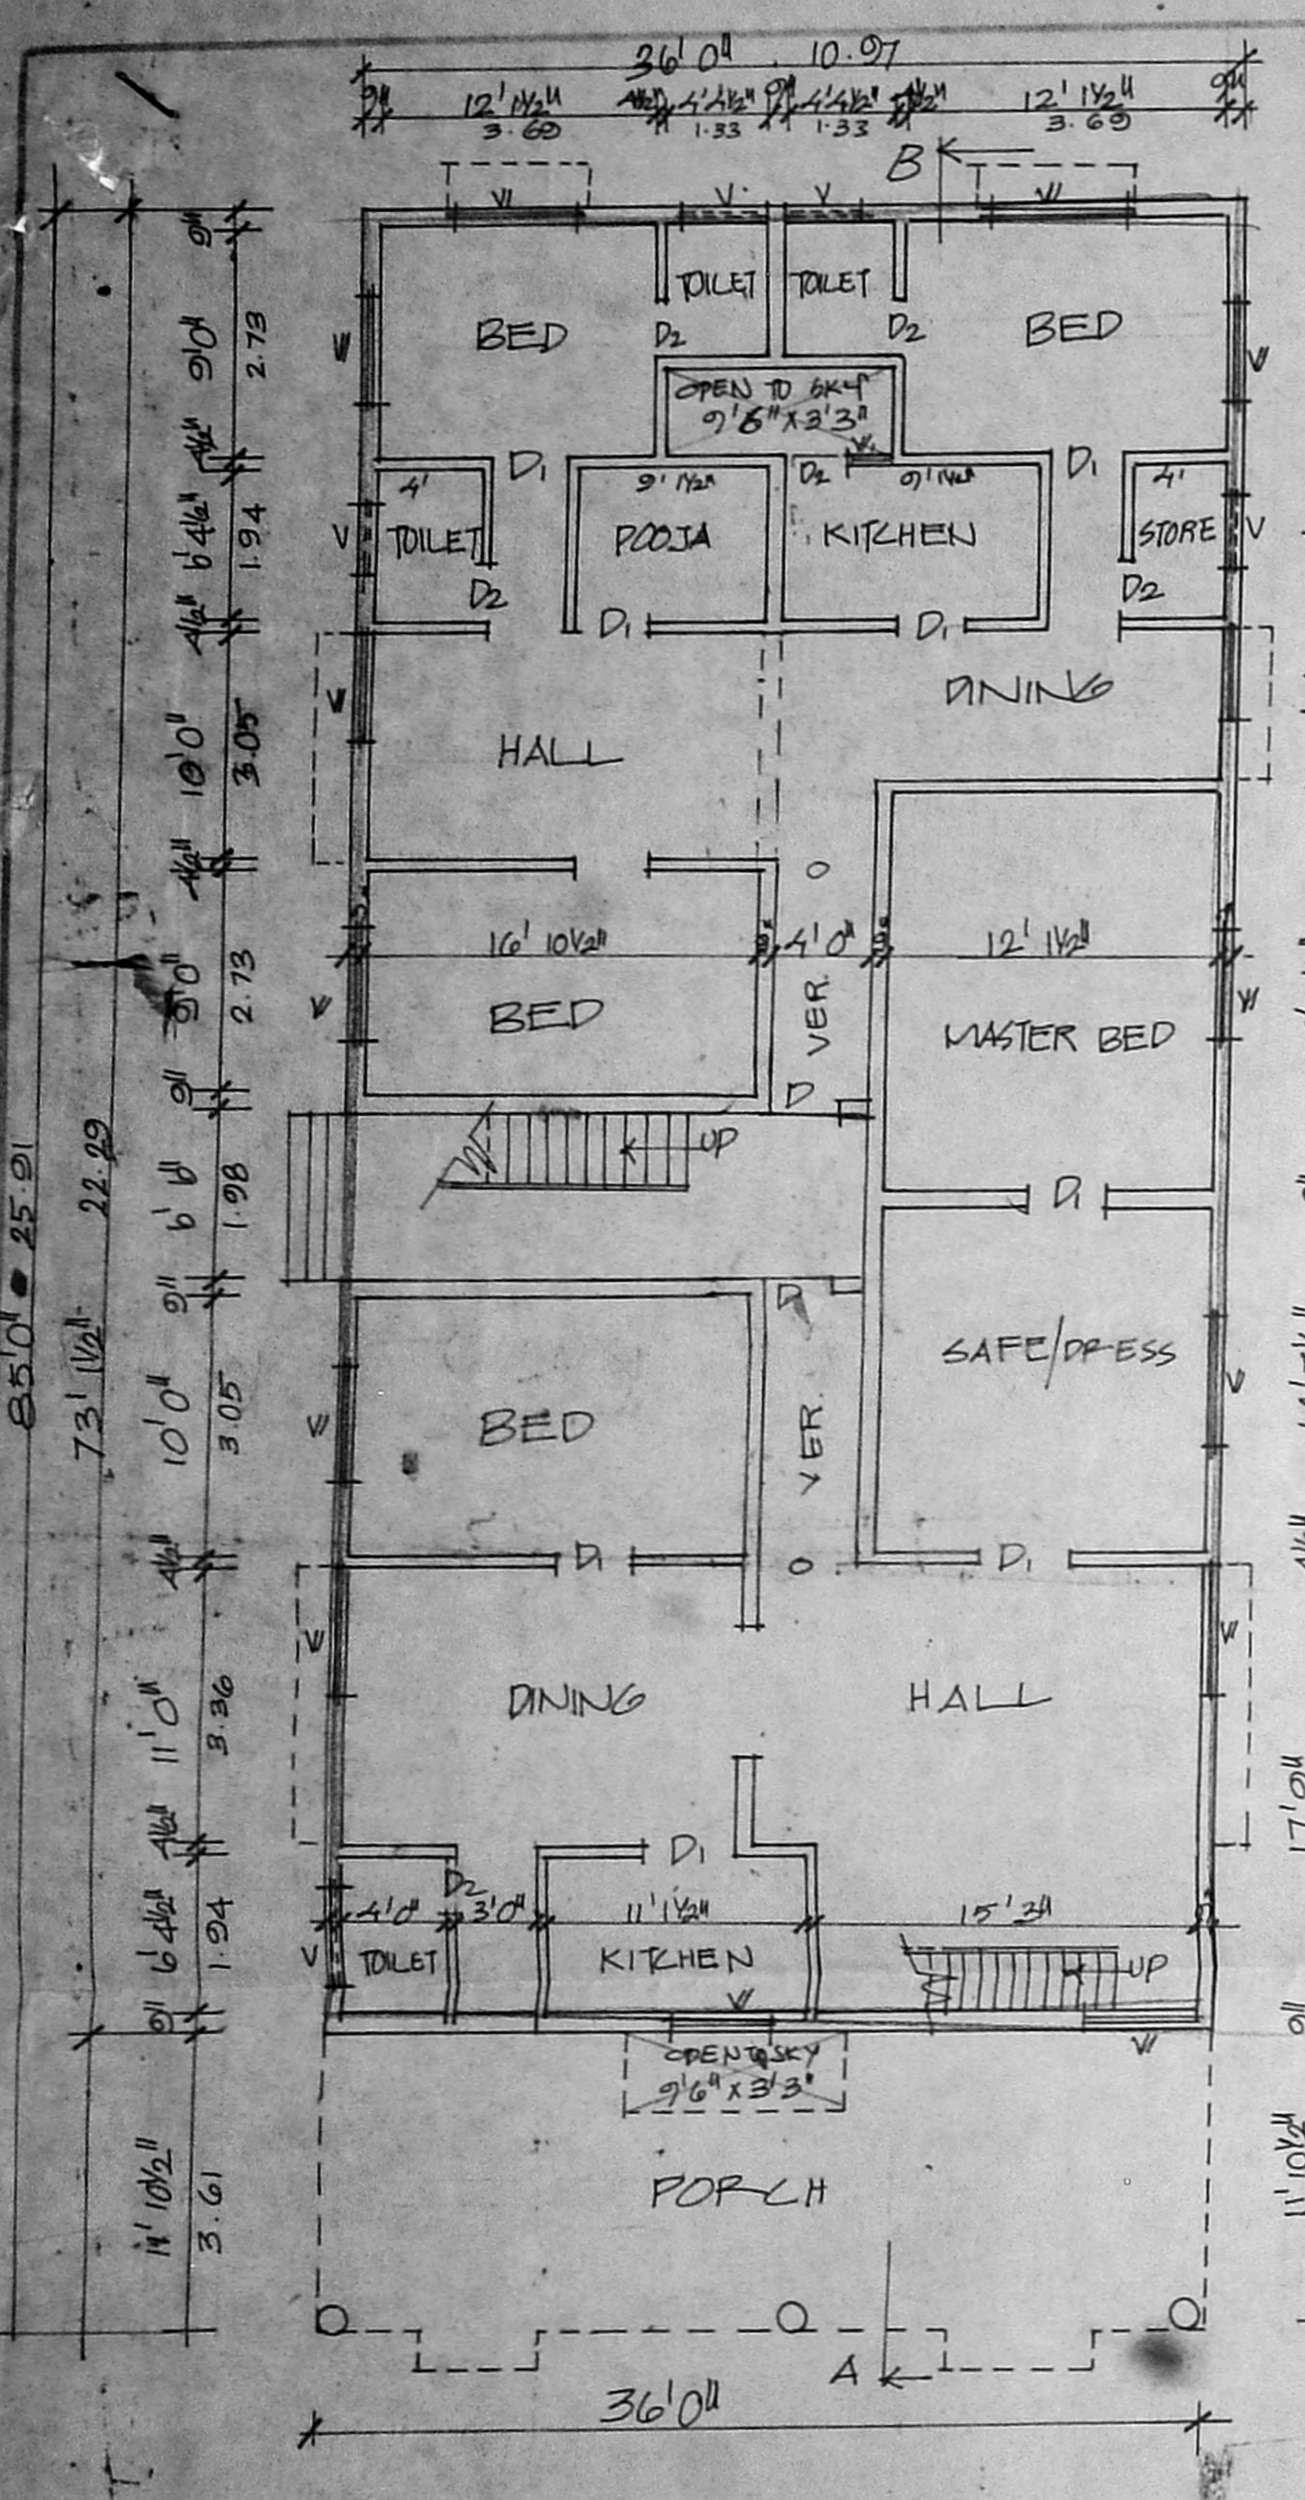 36'0" 10.97
9" 12' 1½" 4½" 4'4½" 9" 4'4½" 4½" 12' 1½" 9"
3.69 1.33 1.33 3.69
B
W V V W
9"
TOILET TOILET
BED D2 D2 BED
W W
9'0" 2.73
OPEN TO SKY
9'6" X 3'3"
4½"
D1 D2 D1
4' 9' 1½" 9' 1½" 4'
V TOILET POOJA KITCHEN STORE V
6'4½" 1.94
D2 D2
4½" D1 D1
DINING
W
HALL
10'0" 3.05
4½" O
16' 10½" 4'0" 12' 1½"
W BED VER. MASTER BED W
9'0" 2.73
D
9"
UP
6'6" 1.98
D1
85'0" 25.91
73' 1½" 22.29
9" D
SAFE/DRESS
W
W BED VER.
10'0" 3.05
4½" D1 O D1
W W
DINING HALL
11'0" 3.36
4½" D1
D2
4'0" 3'0" 11'1½" 15'3"
V TOILET KITCHEN UP
6'4½" 1.94
W
9" 9"
OPEN TO SKY W
9'6" X 3'3"
PORCH
11' 10½" 3.61
17'9"
11'10½"
A
36'0"